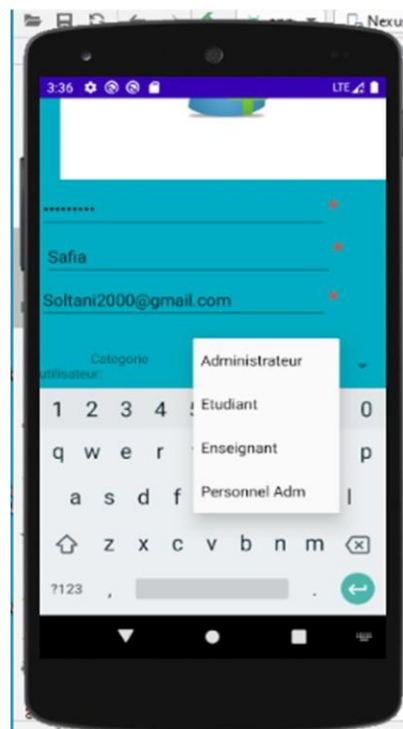 Nexus
3:36 LTE
•••••••••
*
Safia
*
Soltani2000@gmail.com
*
Categorie
utilisateur:
Administrateur
Etudiant
Enseignant
Personnel Adm
1 2 3 4 0
q w e r p
a s d f l
z x c v b n m
?123 , .